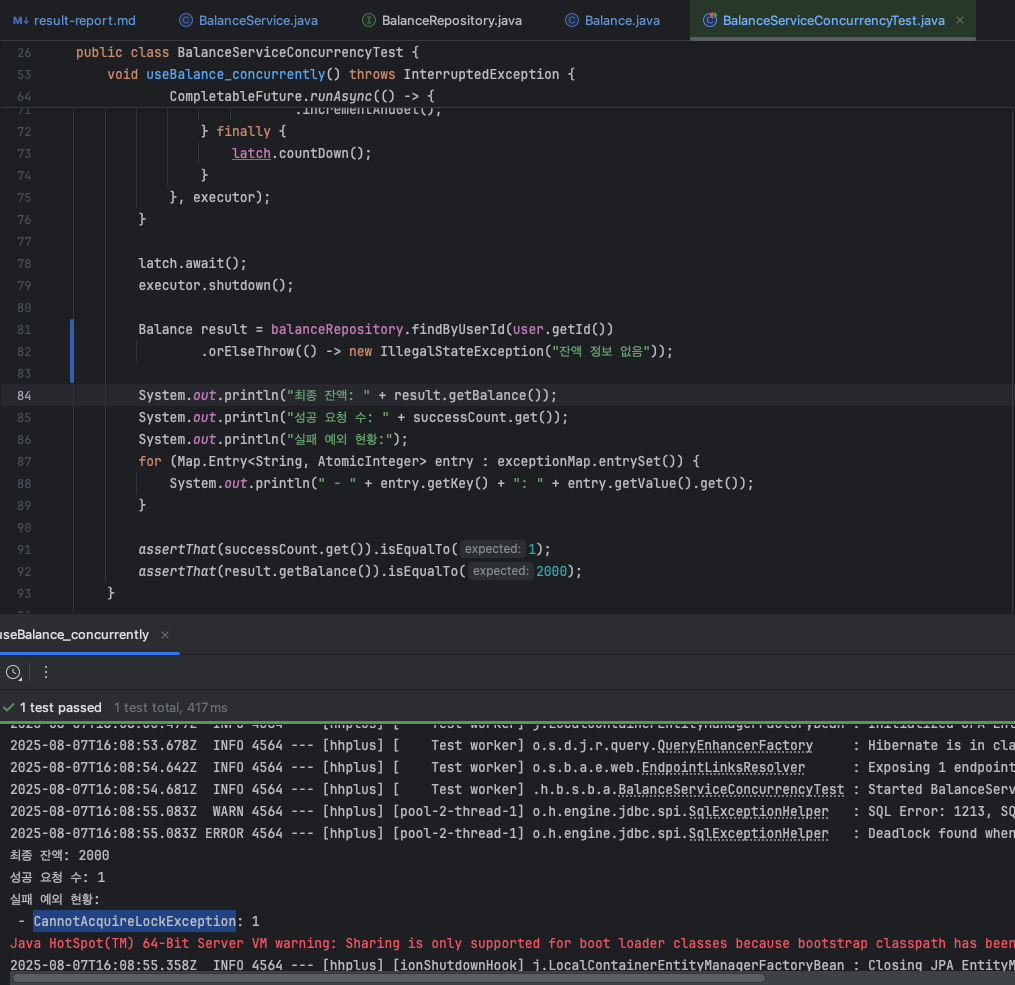 M↓ result-report.md BalanceService.java BalanceRepository.java Balance.java BalanceServiceConcurrencyTest.java ×
26 public class BalanceServiceConcurrencyTest {
53 void useBalance_concurrently() throws InterruptedException {
64 CompletableFuture.runAsync(() -> {
71 .incrementAndGet();
72 } finally {
73 latch.countDown();
74 }
75 }, executor);
76 }
77
78 latch.await();
79 executor.shutdown();
80
81 Balance result = balanceRepository.findByUserId(user.getId())
82 .orElseThrow(() -> new IllegalStateException("잔액 정보 없음"));
83
84 System.out.println("최종 잔액: " + result.getBalance());
85 System.out.println("성공 요청 수: " + successCount.get());
86 System.out.println("실패 예외 현황:");
87 for (Map.Entry<String, AtomicInteger> entry : exceptionMap.entrySet()) {
88 System.out.println(" - " + entry.getKey() + ": " + entry.getValue().get());
89 }
90
91 assertThat(successCount.get()).isEqualTo( expected: 1);
92 assertThat(result.getBalance()).isEqualTo( expected: 2000);
93 }
useBalance_concurrently ×
1 test passed 1 test total, 417 ms
2025-08-07T16:08:53.678Z INFO 4564 --- [hhplus] [ Test worker] o.s.d.j.r.query.QueryEnhancerFactory : Hibernate is in cla
2025-08-07T16:08:54.642Z INFO 4564 --- [hhplus] [ Test worker] o.s.b.a.e.web.EndpointLinksResolver : Exposing 1 endpoint
2025-08-07T16:08:54.681Z INFO 4564 --- [hhplus] [ Test worker] .h.b.s.b.a.BalanceServiceConcurrencyTest : Started BalanceServ
2025-08-07T16:08:55.083Z WARN 4564 --- [hhplus] [pool-2-thread-1] o.h.engine.jdbc.spi.SqlExceptionHelper : SQL Error: 1213, SQ
2025-08-07T16:08:55.083Z ERROR 4564 --- [hhplus] [pool-2-thread-1] o.h.engine.jdbc.spi.SqlExceptionHelper : Deadlock found when
최종 잔액: 2000
성공 요청 수: 1
실패 예외 현황:
- CannotAcquireLockException: 1
Java HotSpot(TM) 64-Bit Server VM warning: Sharing is only supported for boot loader classes because bootstrap classpath has been
2025-08-07T16:08:55.358Z INFO 4564 --- [hhplus] [ionShutdownHook] j.LocalContainerEntityManagerFactoryBean : Closing JPA EntityM